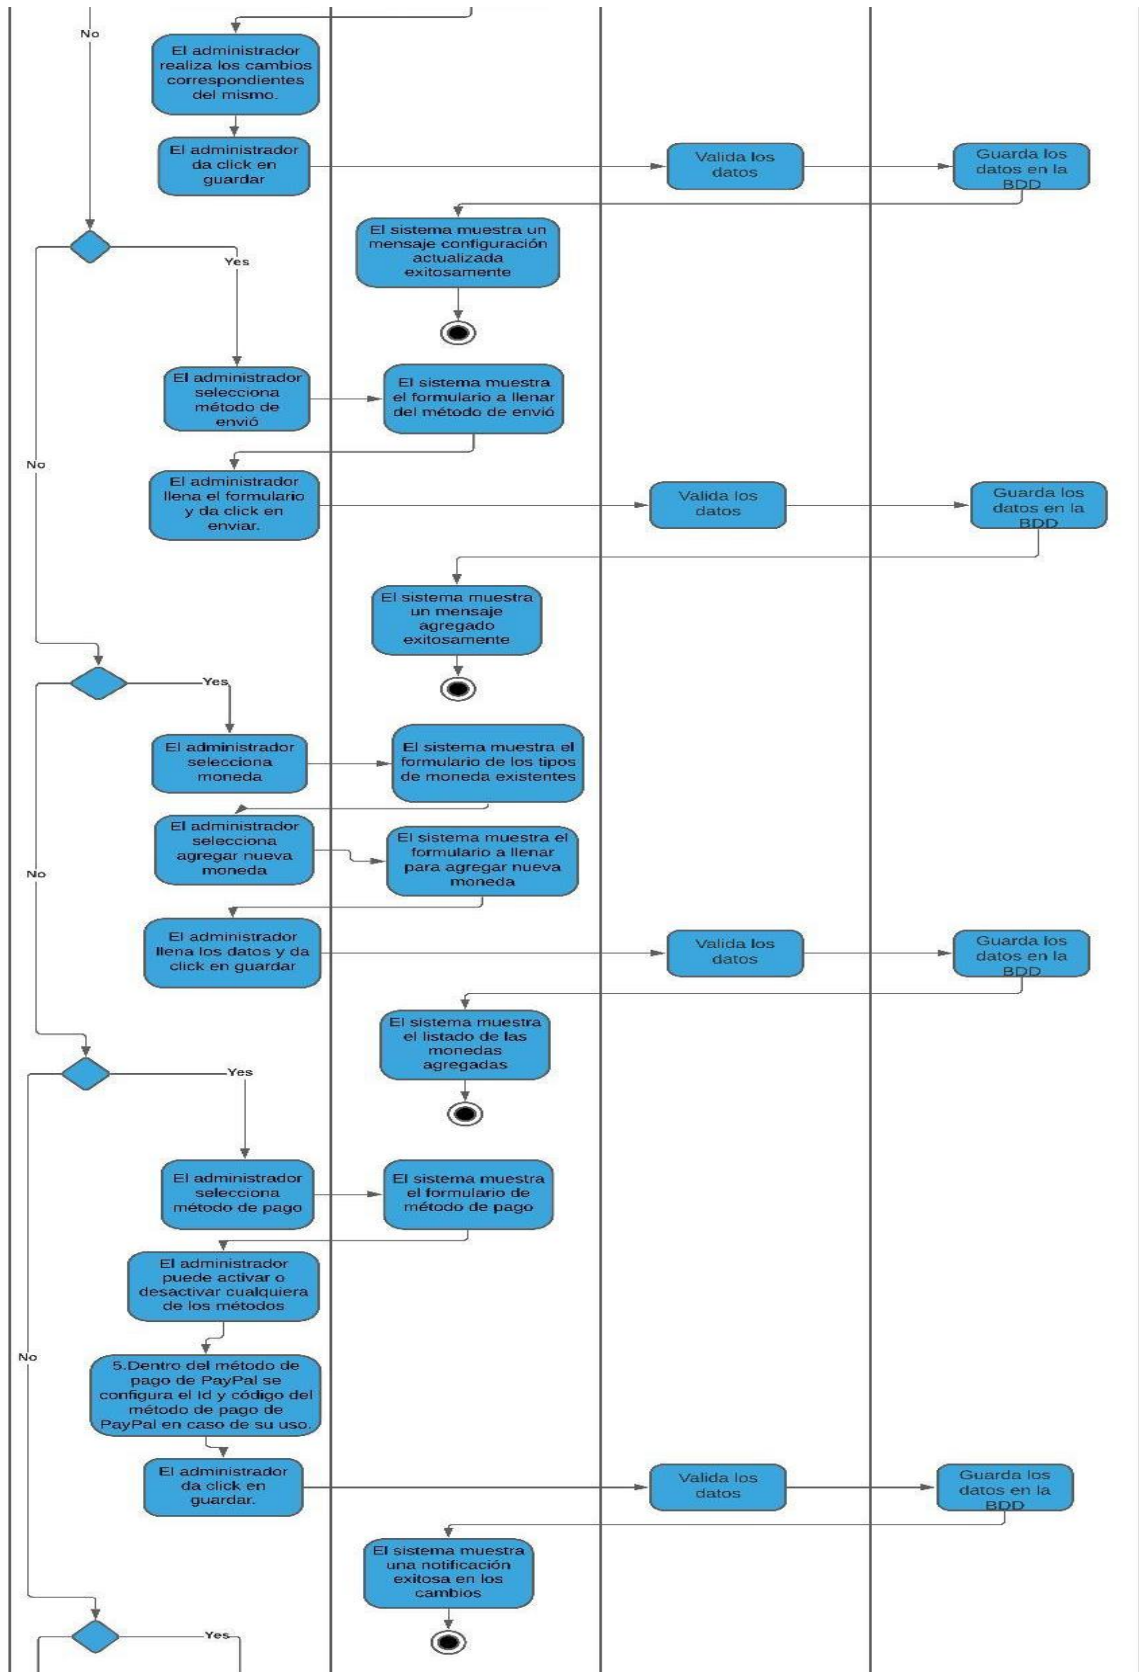 No
El administrador
realiza los cambios
correspondientes
del mismo.
El administrador
da click en
guardar
Valida los
datos
Guarda los
datos en la
BDD
El sistema muestra un
mensaje configuración
actualizada
exitosamente
Yes
El administrador
selecciona
método de
envió
El sistema muestra
el formulario a llenar
del método de envió
No
El administrador
llena el formulario
y da click en
enviar.
Valida los
datos
Guarda los
datos en la
BDD
El sistema muestra
un mensaje
agregado
exitosamente
Yes
El administrador
selecciona
moneda
El sistema muestra el
formulario de los tipos
de moneda existentes
El administrador
selecciona
agregar nueva
moneda
El sistema muestra el
formulario a llenar
para agregar nueva
moneda
No
El administrador
llena los datos y da
click en guardar
Valida los
datos
Guarda los
datos en la
BDD
El sistema muestra
el listado de las
monedas
agregadas
Yes
El administrador
selecciona
método de pago
El sistema muestra
el formulario de
método de pago
El administrador
puede activar o
desactivar cualquiera
de los métodos
No
5.Dentro del método de
pago de PayPal se
configura el Id y código del
método de pago de
PayPal en caso de su uso.
El administrador
da click en
guardar.
Valida los
datos
Guarda los
datos en la
BDD
El sistema muestra
una notificación
exitosa en los
cambios
Yes